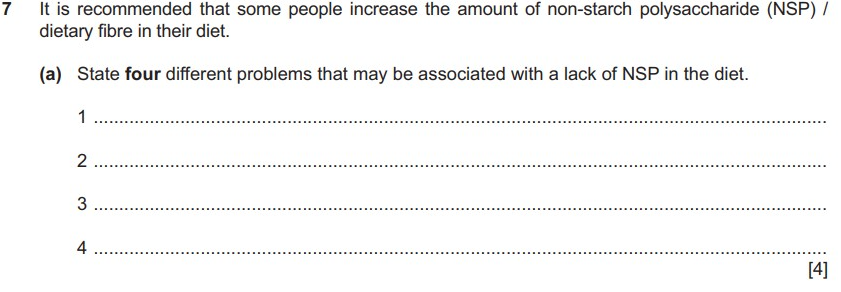 7 It is recommended that some people increase the amount of non-starch polysaccharide (NSP) /
dietary fibre in their diet.
(a) State four different problems that may be associated with a lack of NSP in the diet.
1 ..................................................................................................................................................
2 ..................................................................................................................................................
3 ..................................................................................................................................................
4 ..................................................................................................................................................
[4]